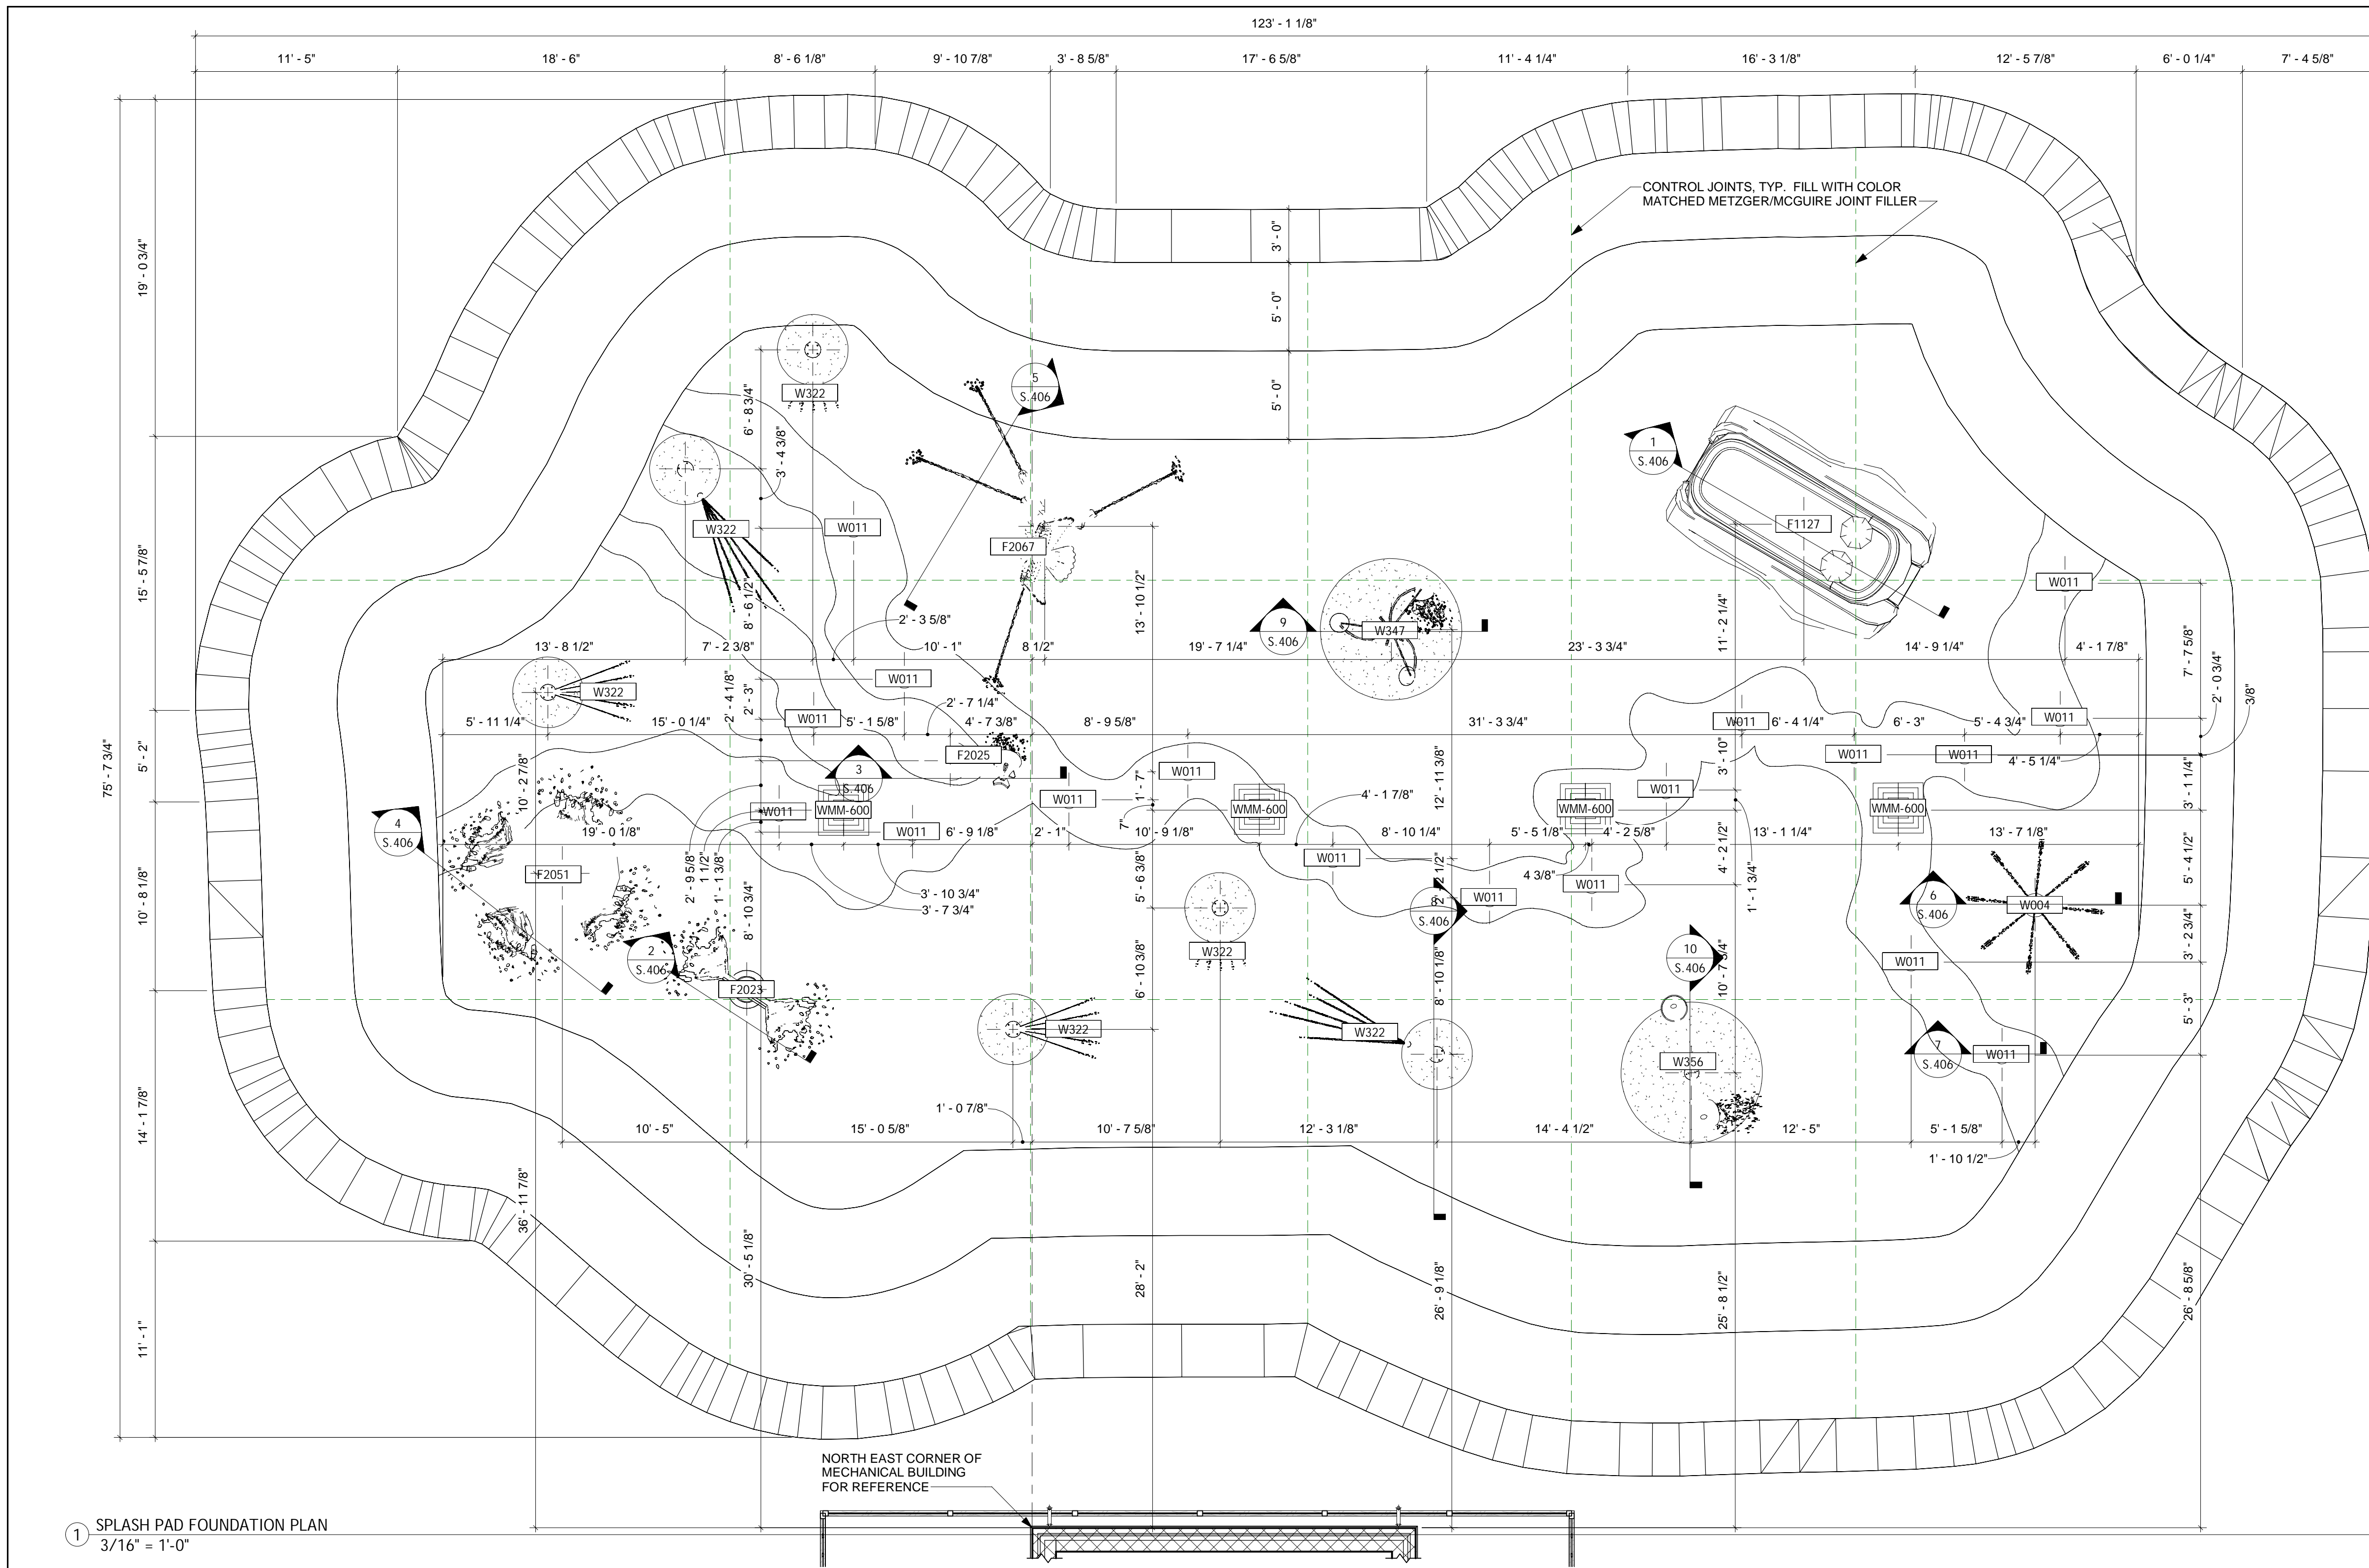 123' - 1 1/8"
11' - 5"
18' - 6"
8' - 6 1/8"
9' - 10 7/8"
3' - 8 5/8"
17' - 6 5/8"
11' - 4 1/4"
16' - 3 1/8"
12' - 5 7/8"
6' - 0 1/4"
7' - 4 5/8"
CONTROL JOINTS, TYP. FILL WITH COLOR
MATCHED METZGER/MCGUIRE JOINT FILLER
75' - 7 3/4"
19' - 0 3/4"
15' - 5 7/8"
5' - 2"
10' - 8 1/8"
14' - 1 7/8"
11' - 1"
3' - 0"
5' - 0"
5' - 0"
W322
6' - 8 3/4"
3' - 4 3/8"
5
S.406
1
S.406
W322
W011
F2067
F1127
8' - 6 1/2"
13' - 10 1/2"
11' - 2 1/4"
W011
2' - 3 5/8"
9
S.406
W347
13' - 8 1/2"
7' - 2 3/8"
10' - 1"
8 1/2"
19' - 7 1/4"
23' - 3 3/4"
14' - 9 1/4"
4' - 1 7/8"
7' - 7 5/8"
2' - 0 3/4"
3/8"
W322
W011
2' - 4 1/8"
2' - 3"
2' - 7 1/4"
W011
W011
W011
5' - 11 1/4"
15' - 0 1/4"
5' - 1 5/8"
4' - 7 3/8"
8' - 9 5/8"
31' - 3 3/4"
6' - 4 1/4"
6' - 3"
5' - 4 3/4"
F2025
W011
W011
4' - 5 1/4"
3
S.406
W011
10' - 2 7/8"
1' - 7"
12' - 11 3/8"
3' - 10"
3' - 1 1/4"
W011
WMM-600
W011
WMM-600
4' - 1 7/8"
WMM-600
W011
WMM-600
4
S.406
7"
19' - 0 1/8"
W011
6' - 9 1/8"
2' - 1"
10' - 9 1/8"
8' - 10 1/4"
5' - 5 1/8"
4' - 2 5/8"
13' - 1 1/4"
13' - 7 1/8"
W011
F2051
2' - 9 5/8"
1 1/2"
1' - 1 3/8"
3' - 10 3/4"
3' - 7 3/4"
5' - 6 3/8"
2' - 2 1/2"
4 3/8"
W011
4' - 2 1/2"
1' - 1 3/4"
5' - 4 1/2"
8
S.406
W011
6
S.406
W004
8' - 10 3/4"
2
S.406
W322
10
S.406
W011
3' - 2 3/4"
F2023
6' - 10 3/8"
8' - 10 1/8"
10' - 7 3/4"
5' - 3"
W322
W322
W356
7
S.406
W011
1' - 0 7/8"
10' - 5"
15' - 0 5/8"
10' - 7 5/8"
12' - 3 1/8"
14' - 4 1/2"
12' - 5"
5' - 1 5/8"
1' - 10 1/2"
36' - 11 7/8"
30' - 5 1/8"
28' - 2"
26' - 9 1/8"
25' - 8 1/2"
26' - 8 5/8"
NORTH EAST CORNER OF
MECHANICAL BUILDING
FOR REFERENCE
1
SPLASH PAD FOUNDATION PLAN
3/16" = 1'-0"